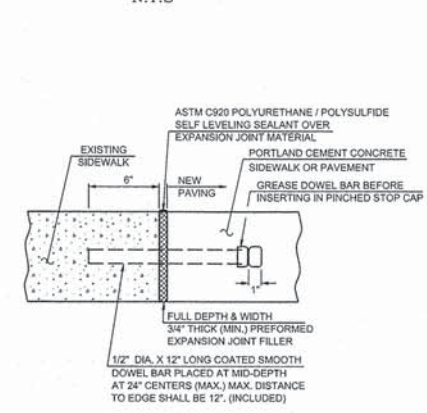 N.T.S
ASTM C920 POLYURETHANE / POLYSULFIDE
SELF LEVELING SEALANT OVER
EXPANSION JOINT MATERIAL
EXISTING
SIDEWALK
PORTLAND CEMENT CONCRETE
SIDEWALK OR PAVEMENT
6"
NEW
PAVING
GREASE DOWEL BAR BEFORE
INSERTING IN PINCHED STOP CAP
1"
FULL DEPTH & WIDTH
3/4" THICK (MIN.) PREFORMED
EXPANSION JOINT FILLER
1/2" DIA. X 12" LONG COATED SMOOTH
DOWEL BAR PLACED AT MID-DEPTH
AT 24" CENTERS (MAX.) MAX. DISTANCE
TO EDGE SHALL BE 12". (INCLUDED)